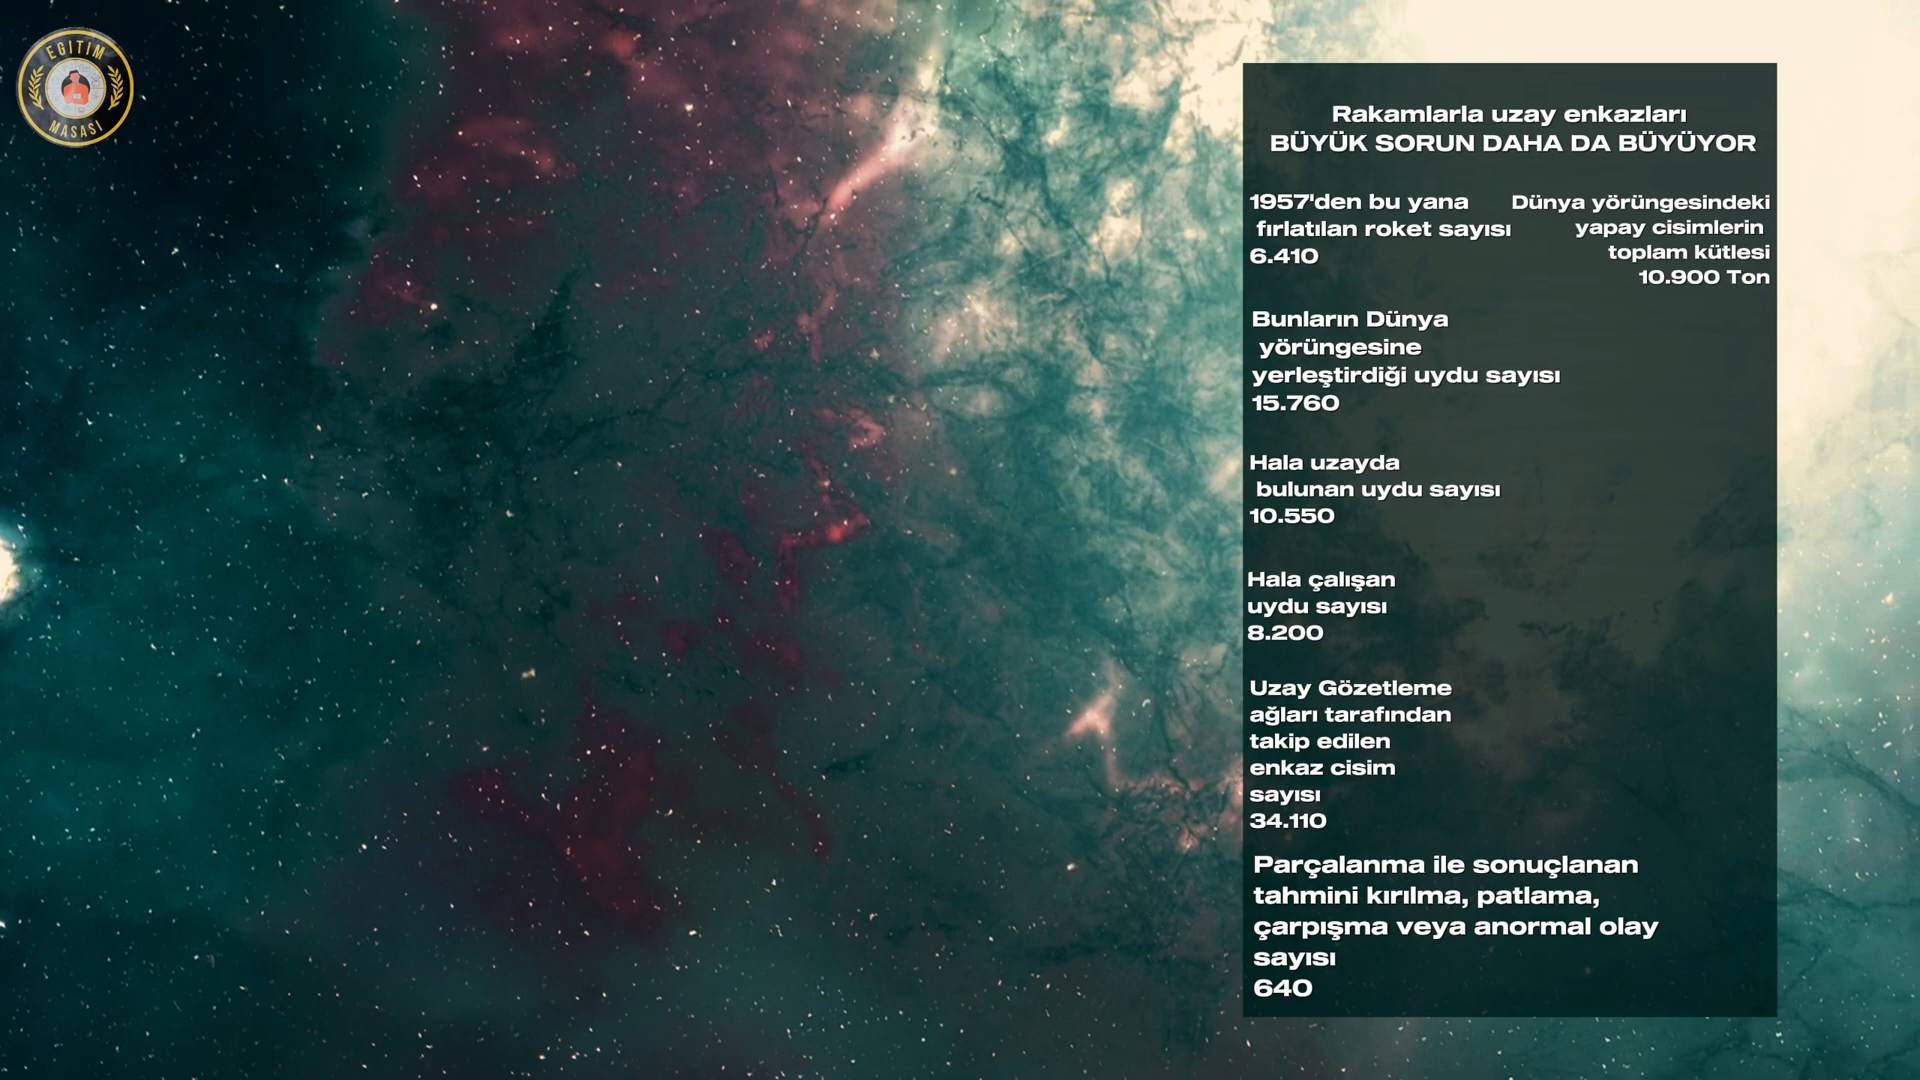 EGITIM
MASASI
Rakamlarla uzay enkazları
BÜYÜK SORUN DAHA DA BÜYÜYOR
1957'den bu yana
fırlatılan roket sayısı
6.410
Dünya yörüngesindeki
yapay cisimlerin
toplam kütlesi
10.900 Ton
Bunların Dünya
yörüngesine
yerleştirdiği uydu sayısı
15.760
Hala uzayda
bulunan uydu sayısı
10.550
Hala çalışan
uydu sayısı
8.200
Uzay Gözetleme
ağları tarafından
takip edilen
enkaz cisim
sayısı
34.110
Parçalanma ile sonuçlanan
tahmini kırılma, patlama,
çarpışma veya anormal olay
sayısı
640